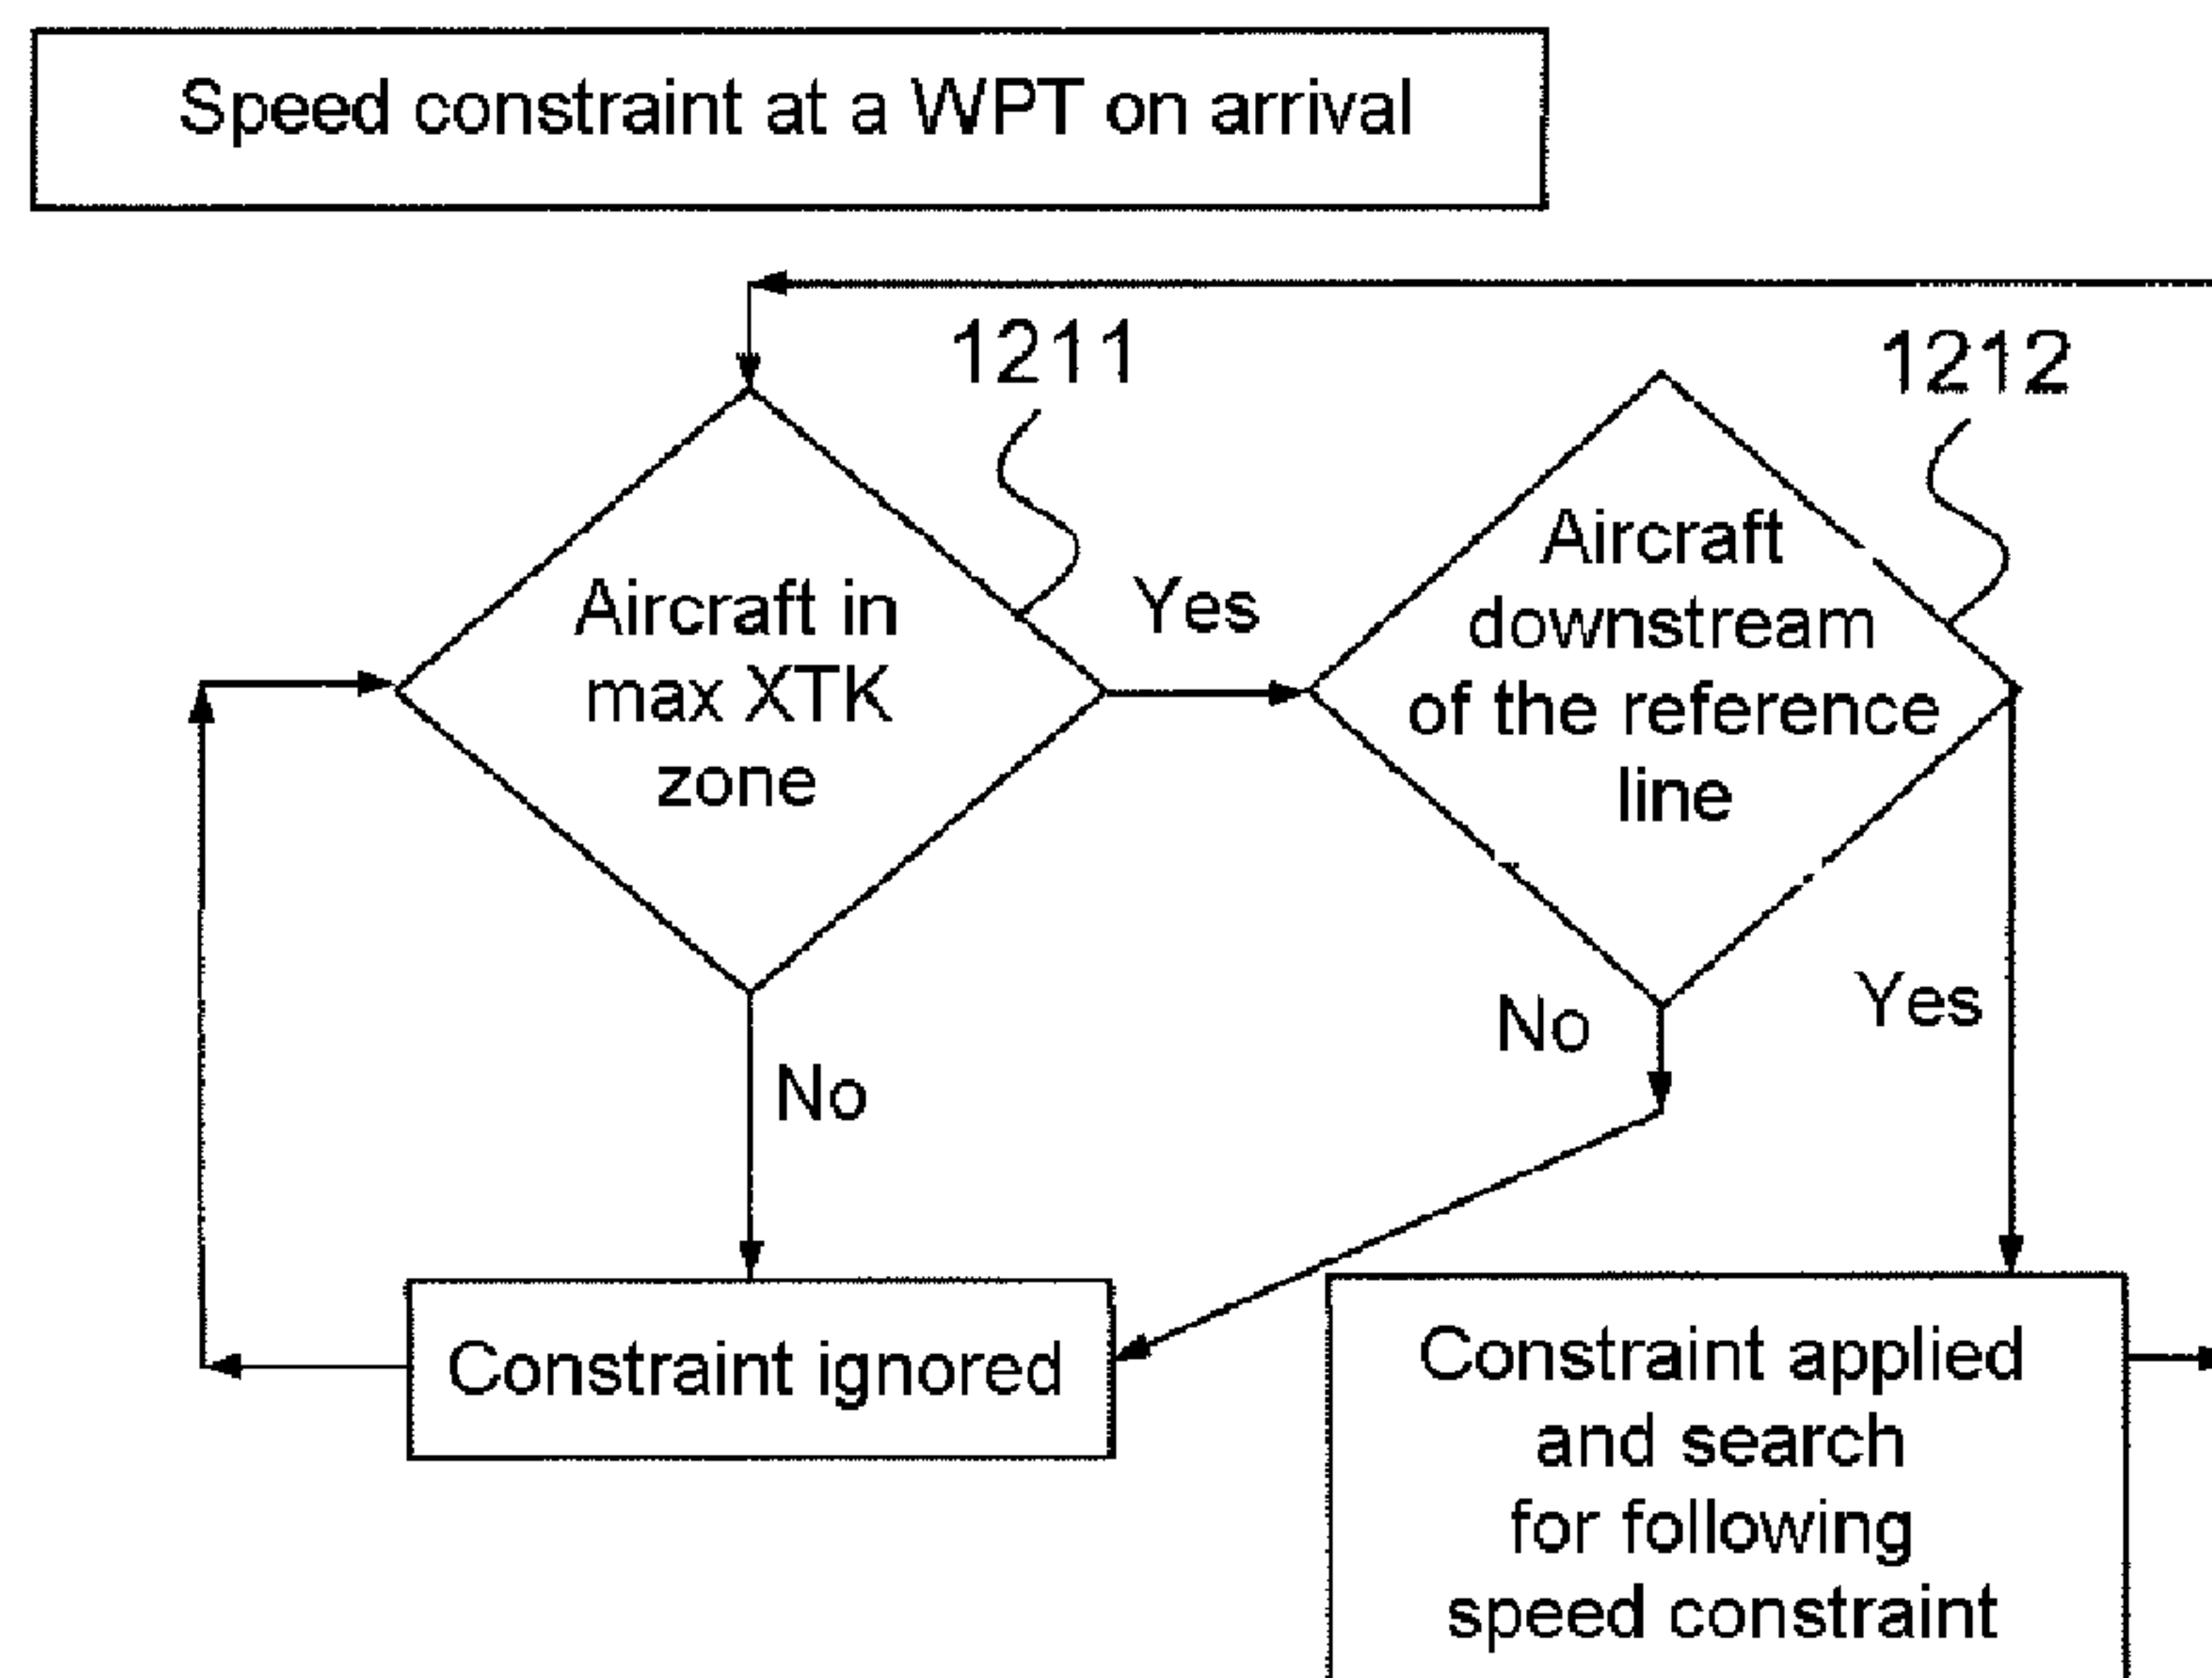 Speed constraint at a WPT on arrival
1211
1212
Aircraft in
max XTK
zone
Yes
Aircraft
downstream
of the reference
line
No
No
Yes
Constraint ignored
Constraint applied
and search
for following
speed constraint